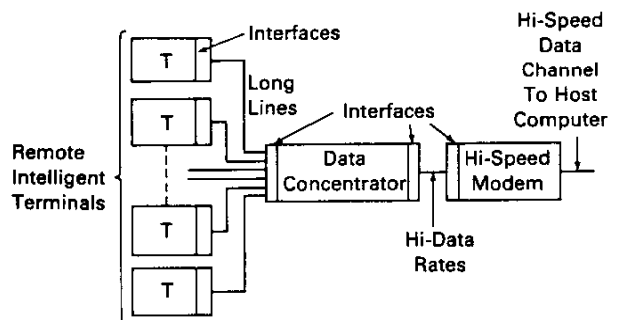 Interfaces
T
Long
Lines
T
Remote
Intelligent
Terminals
T
T
Interfaces
Data
Concentrator
Hi-Data
Rates
Hi-Speed
Modem
Hi-Speed
Data
Channel
To Host
Computer